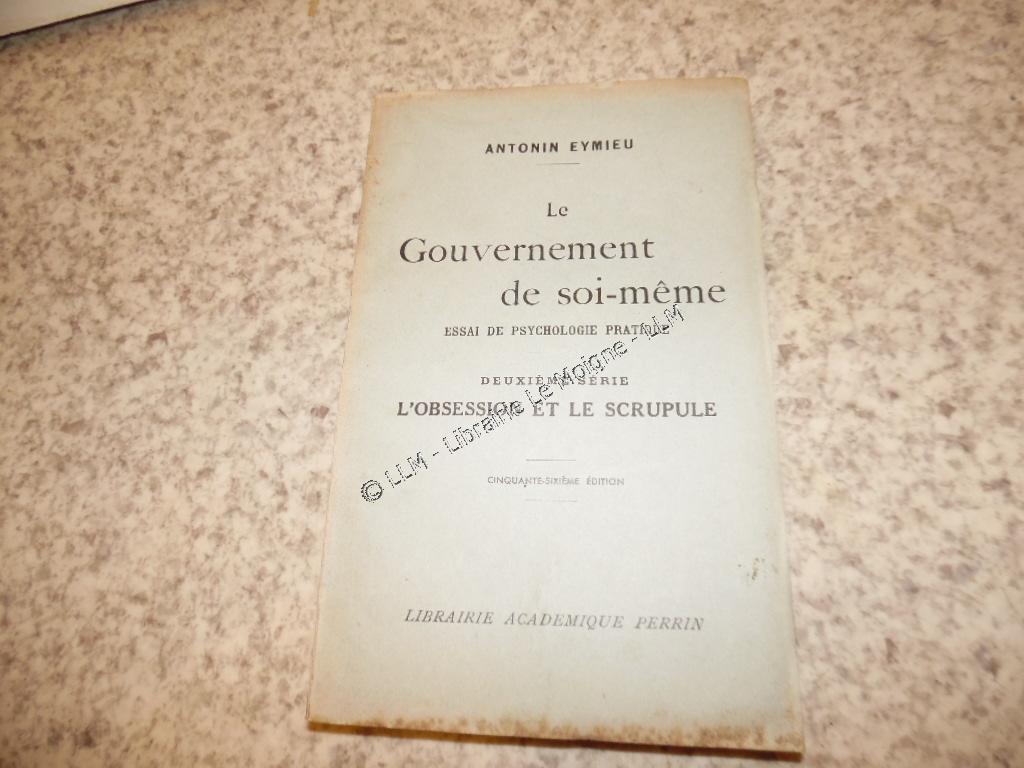 ANTONIN EYMIEU
Le
Gouvernement
de soi-même
ESSAI DE PSYCHOLOGIE PRATIQUE
DEUXIÈME SÉRIE
L'OBSESSION ET LE SCRUPULE
CINQUANTE-SIXIÈME ÉDITION
LIBRAIRIE ACADEMIQUE PERRIN
© LLM - Librairie Le Moigne - LLM